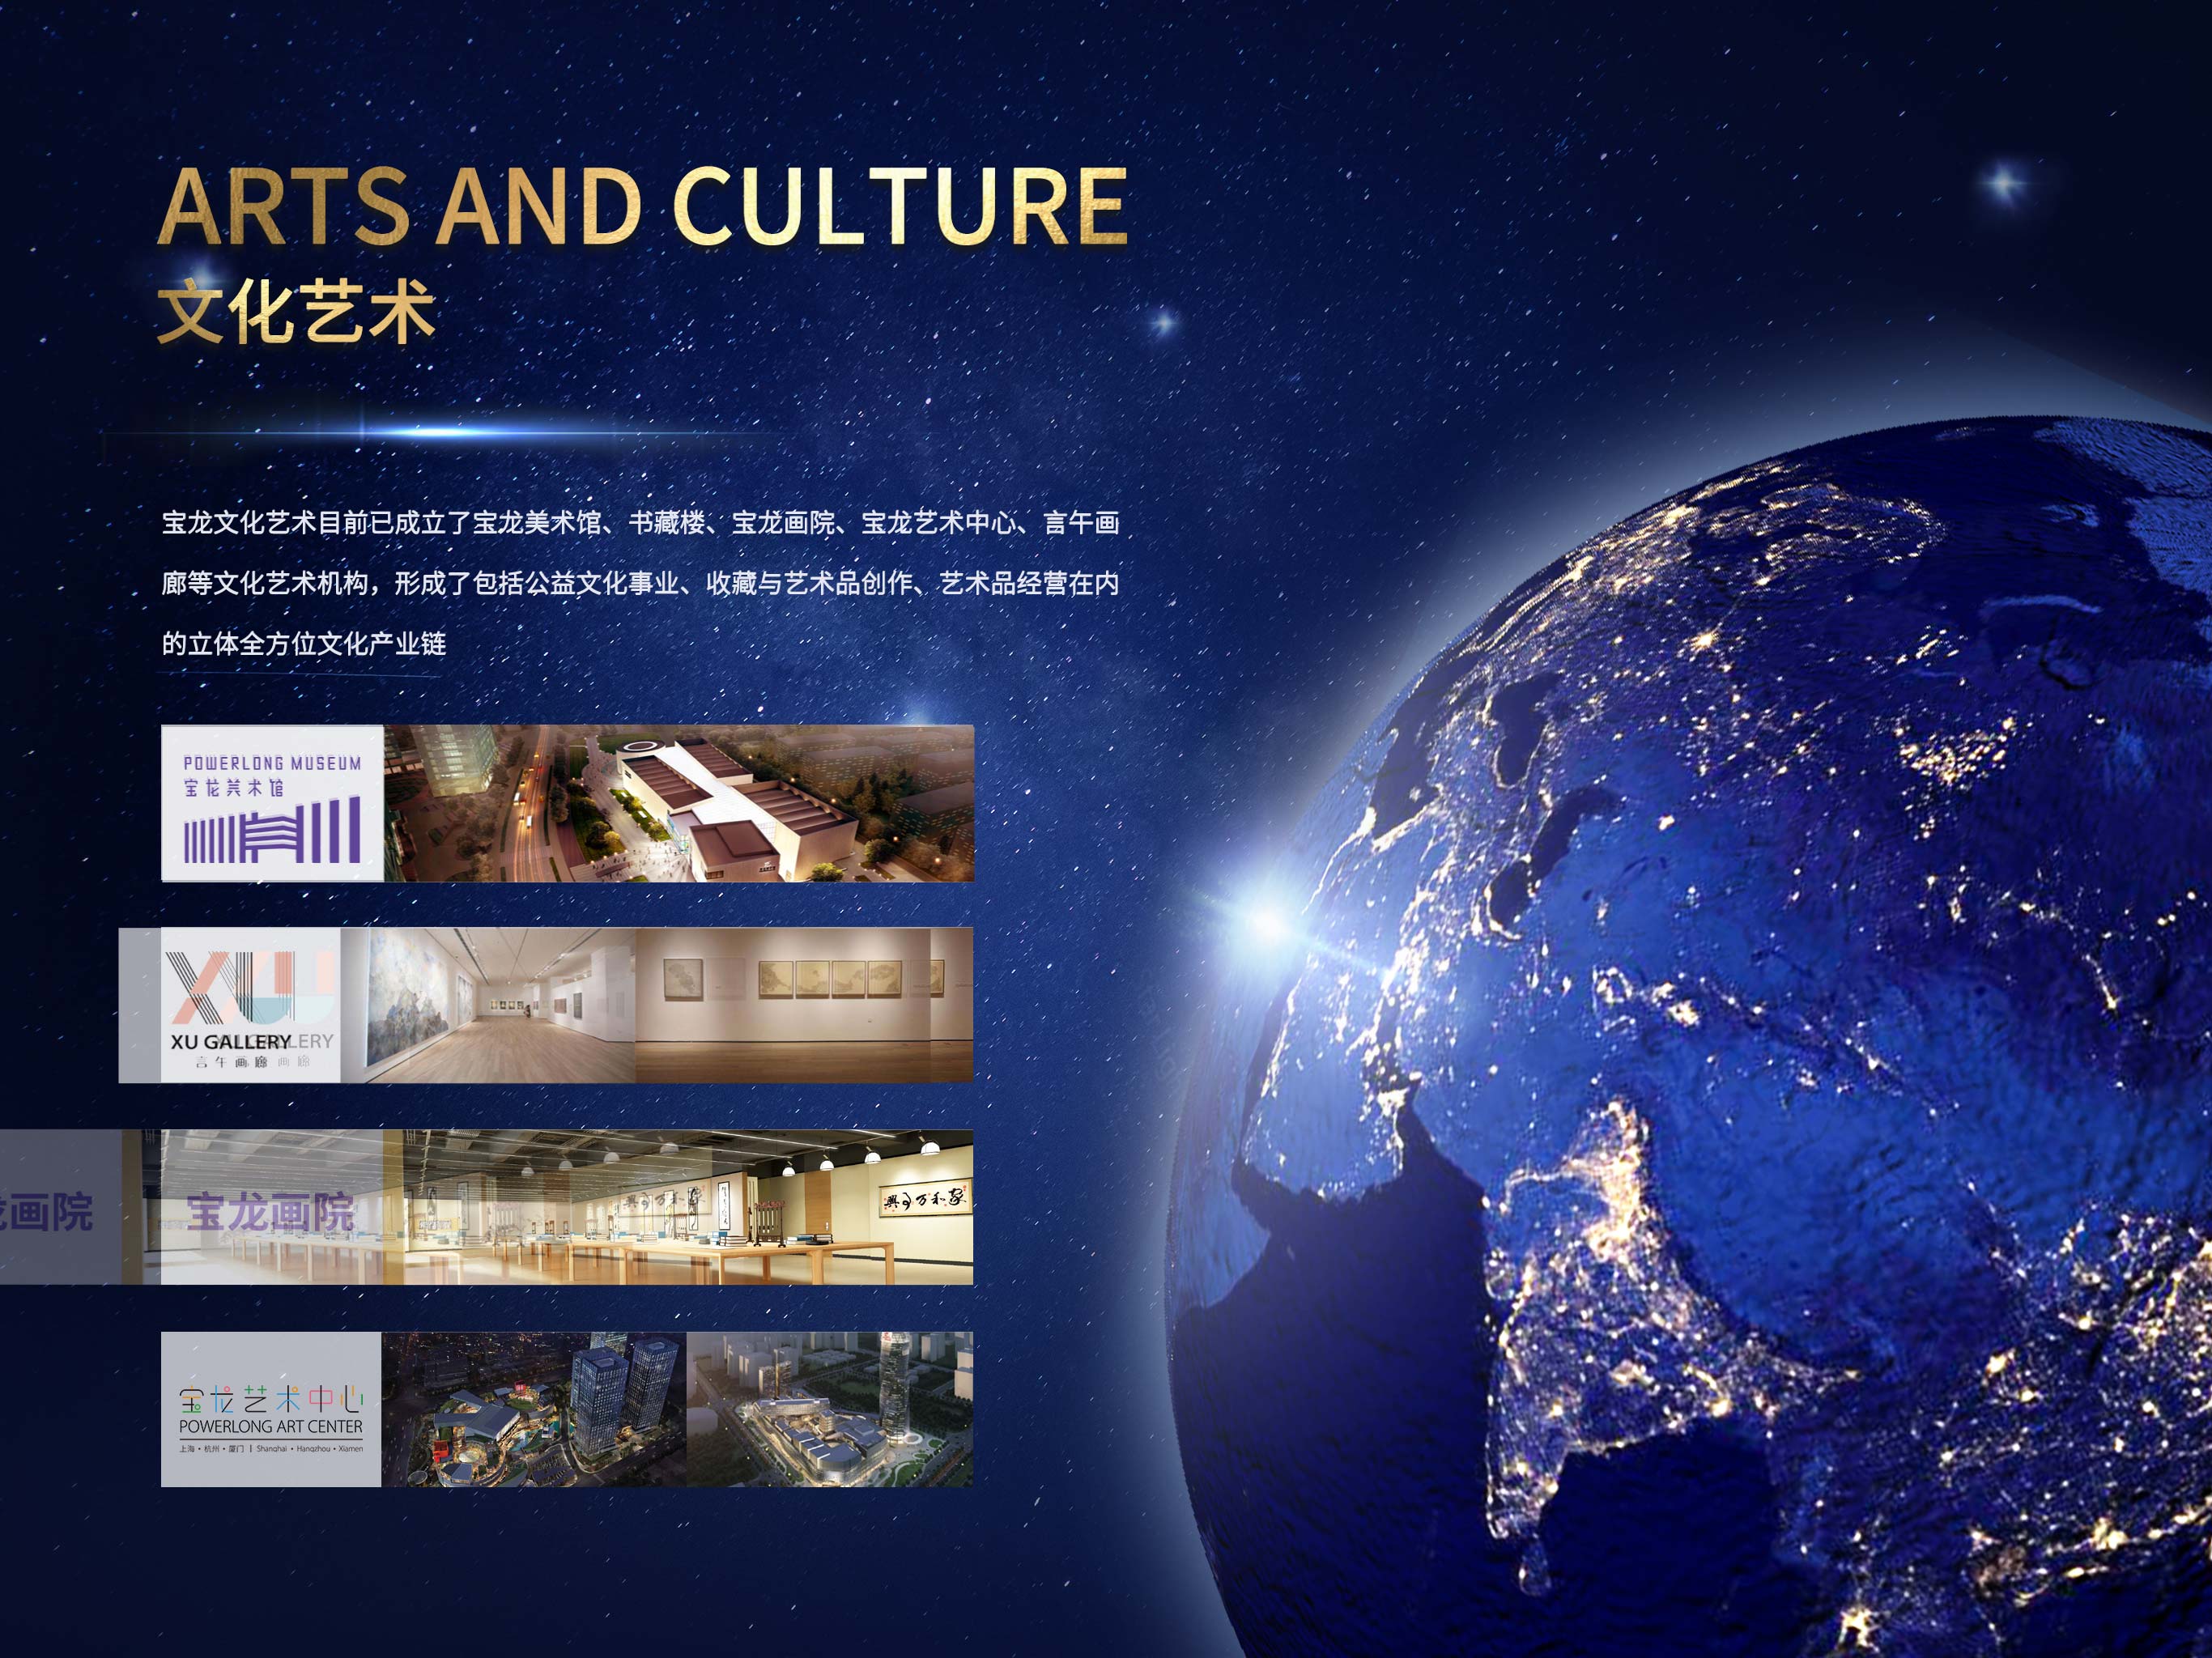 ARTS AND CULTURE
文化艺术
宝龙文化艺术目前已成立了宝龙美术馆、书藏楼、宝龙画院、宝龙艺术中心、言午画
廊等文化艺术机构，形成了包括公益文化事业、收藏与艺术品创作、艺术品经营在内
的立体全方位文化产业链
POWERLONG MUSEUM
宝龙美术馆
XU
XU GALLERY
言午画廊
画院
宝龙画院
宝龙艺术中心
POWERLONG ART CENTER
上海・杭州・厦门 | Shanghai • Hangzhou • Xiamen